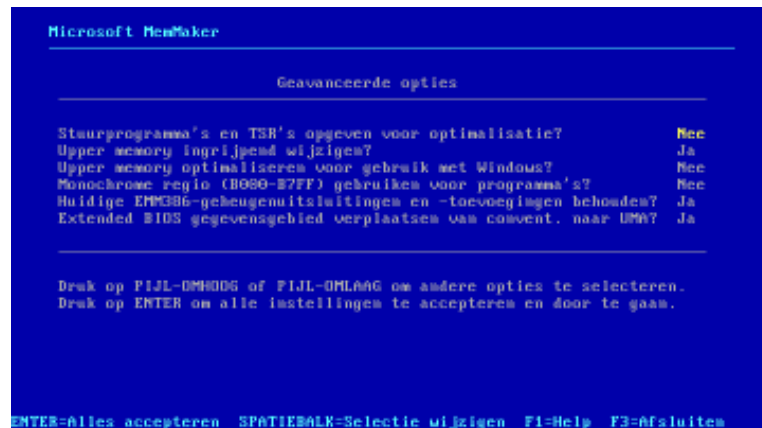 Microsoft MemMaker
Geavanceerde opties
Stuurprogramma's en TSR's opgeven voor optimalisatie? Nee
Upper memory ingrijpend wijzigen? Ja
Upper memory optimaliseren voor gebruik met Windows? Nee
Monochrome regio (B000-B7FF) gebruiken voor programma's? Nee
Huidige EMM386-geheugenuitsluitingen en -toevoegingen behouden? Ja
Extended BIOS gegevensgebied verplaatsen van convent. naar UMA? Ja
Druk op PIJL-OMHOOG of PIJL-OMLAAG om andere opties te selecteren.
Druk op ENTER om alle instellingen te accepteren en door te gaan.
ENTER=Alles accepteren SPATIEBALK=Selectie wijzigen F1=Help F3=Afsluiten